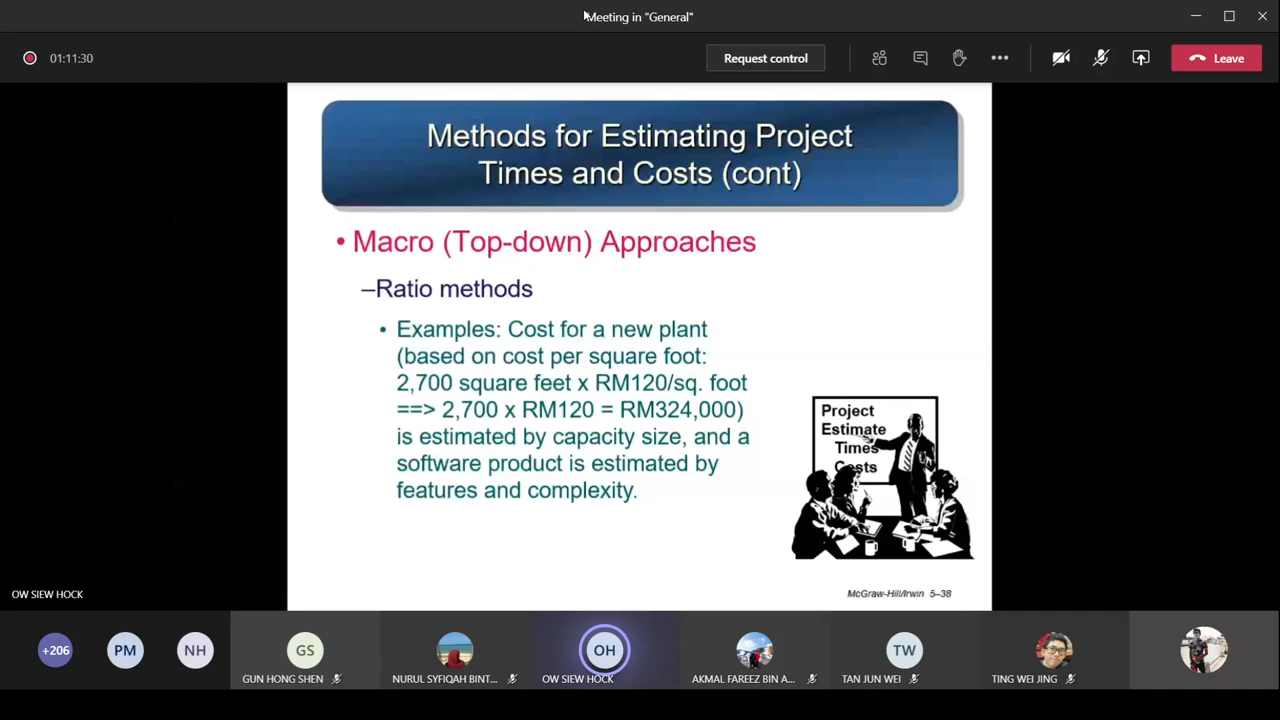 Meeting in "General"
01:11:30
Request control
Leave
Methods for Estimating Project
Times and Costs (cont)
• Macro (Top-down) Approaches
–Ratio methods
• Examples: Cost for a new plant
(based on cost per square foot:
2,700 square feet x RM120/sq. foot
==> 2,700 x RM120 = RM324,000)
is estimated by capacity size, and a
software product is estimated by
features and complexity.
Project
Estimate
Times
Costs
McGraw-Hill/Irwin 5–38
OW SIEW HOCK
+206
PM
NH
GS
OH
TW
GUN HONG SHEN
NURUL SYFIQAH BINT...
OW SIEW HOCK
AKMAL FAREEZ BIN A...
TAN JUN WEI
TING WEI JING